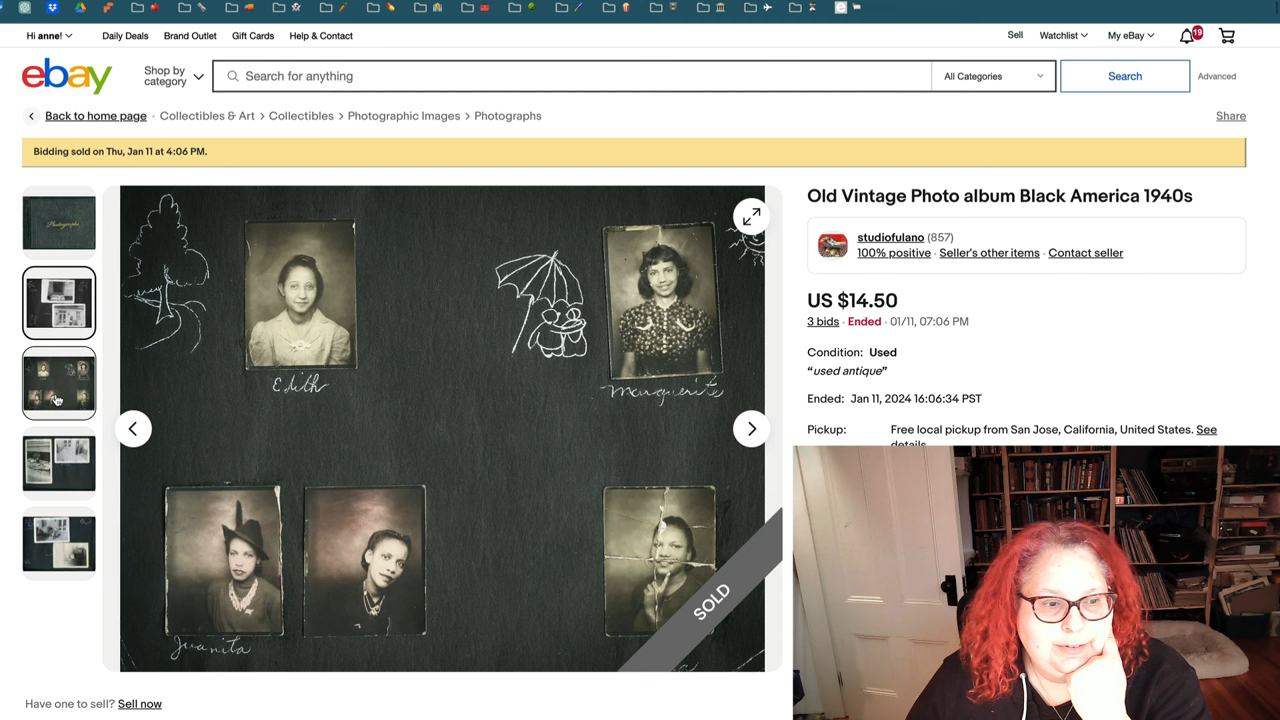 Hi anne!
Daily Deals
Brand Outlet
Gift Cards
Help & Contact
Sell
Watchlist
My eBay
19
ebay
Shop by category
Search for anything
All Categories
Search
Advanced
Back to home page
Collectibles & Art
Collectibles
Photographic Images
Photographs
Share
Bidding sold on Thu, Jan 11 at 4:06 PM.
Photographs
Edith
Marguerite
Juanita
SOLD
Old Vintage Photo album Black America 1940s
studiofulano (857)
100% positive · Seller's other items · Contact seller
US $14.50
3 bids · Ended · 01/11, 07:06 PM
Condition: Used
“used antique”
Ended: Jan 11, 2024 16:06:34 PST
Pickup: Free local pickup from San Jose, California, United States. See
details
Have one to sell? Sell now